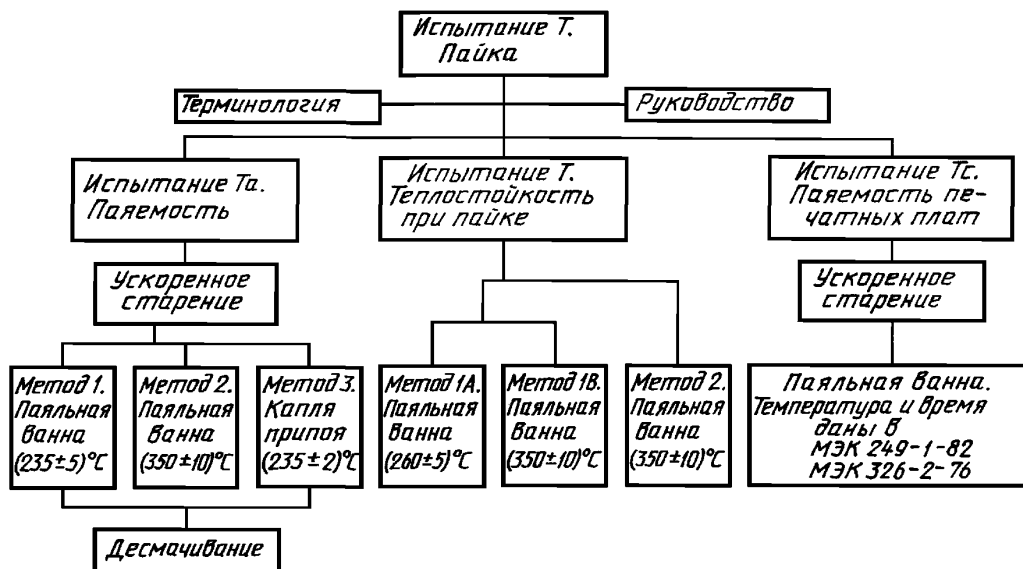 Испытание Т.
Пайка
Терминология
Руководство
Испытание Та.
Паяемость
Испытание Т.
Теплостойкость
при пайке
Испытание Тс.
Паяемость пе-
чатных плат
Ускоренное
старение
Ускоренное
старение
Метод 1.
Паяльная
ванна
(235±5)°С
Метод 2.
Паяльная
ванна
(350±10)°С
Метод 3.
Капля
припоя
(235±2)°С
Метод 1А.
Паяльная
ванна
(260±5)°С
Метод 1В.
Паяльная
ванна
(350±10)°С
Метод 2.
Паяльная
ванна
(350±10)°С
Паяльная ванна.
Температура и время
даны в
МЭК 249-1-82
МЭК 326-2-76
Десмачивание